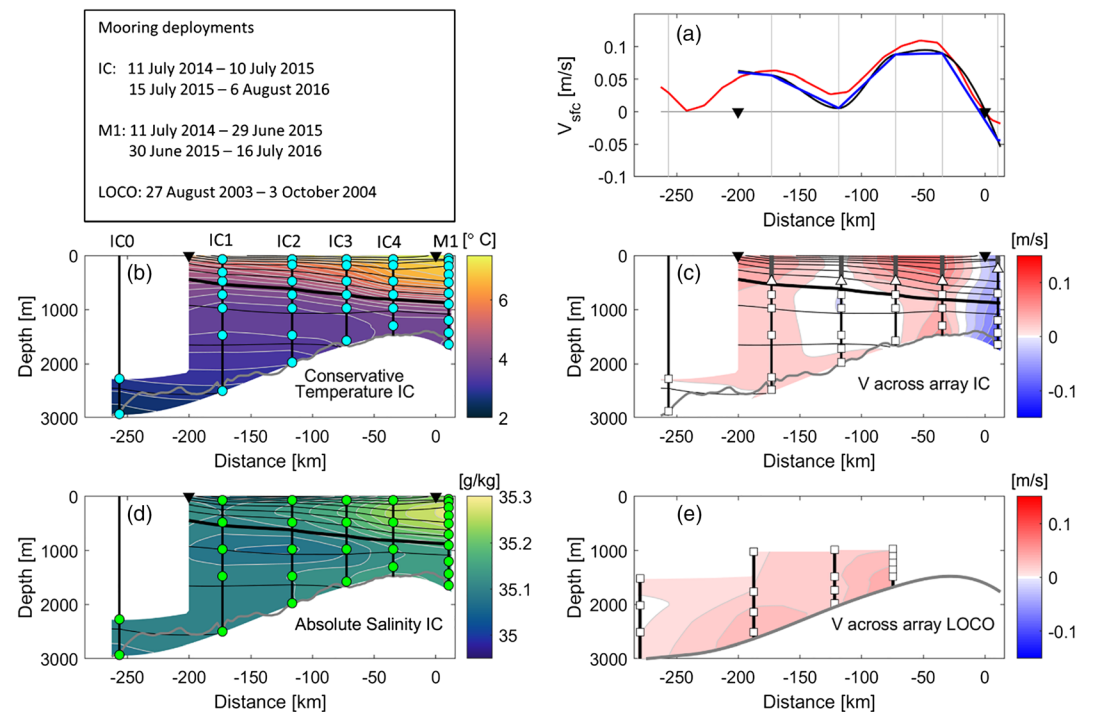 Mooring deployments
IC: 11 July 2014 – 10 July 2015
15 July 2015 – 6 August 2016
M1: 11 July 2014 – 29 June 2015
30 June 2015 – 16 July 2016
LOCO: 27 August 2003 – 3 October 2004
(a)
V_sfc [m/s]
0.1
0.05
0
-0.05
-0.1
-250 -200 -150 -100 -50 0
Distance [km]
IC0 IC1 IC2 IC3 IC4 M1 [° C]
(b)
Depth [m]
0
1000
2000
3000
Conservative
Temperature IC
6
4
2
-250 -200 -150 -100 -50 0
Distance [km]
[m/s]
(c)
Depth [m]
0
1000
2000
3000
V across array IC
0.1
0
-0.1
-250 -200 -150 -100 -50 0
Distance [km]
[g/kg]
(d)
Depth [m]
0
1000
2000
3000
Absolute Salinity IC
35.3
35.2
35.1
35
-250 -200 -150 -100 -50 0
Distance [km]
[m/s]
(e)
Depth [m]
0
1000
2000
3000
V across array LOCO
0.1
0
-0.1
-250 -200 -150 -100 -50 0
Distance [km]